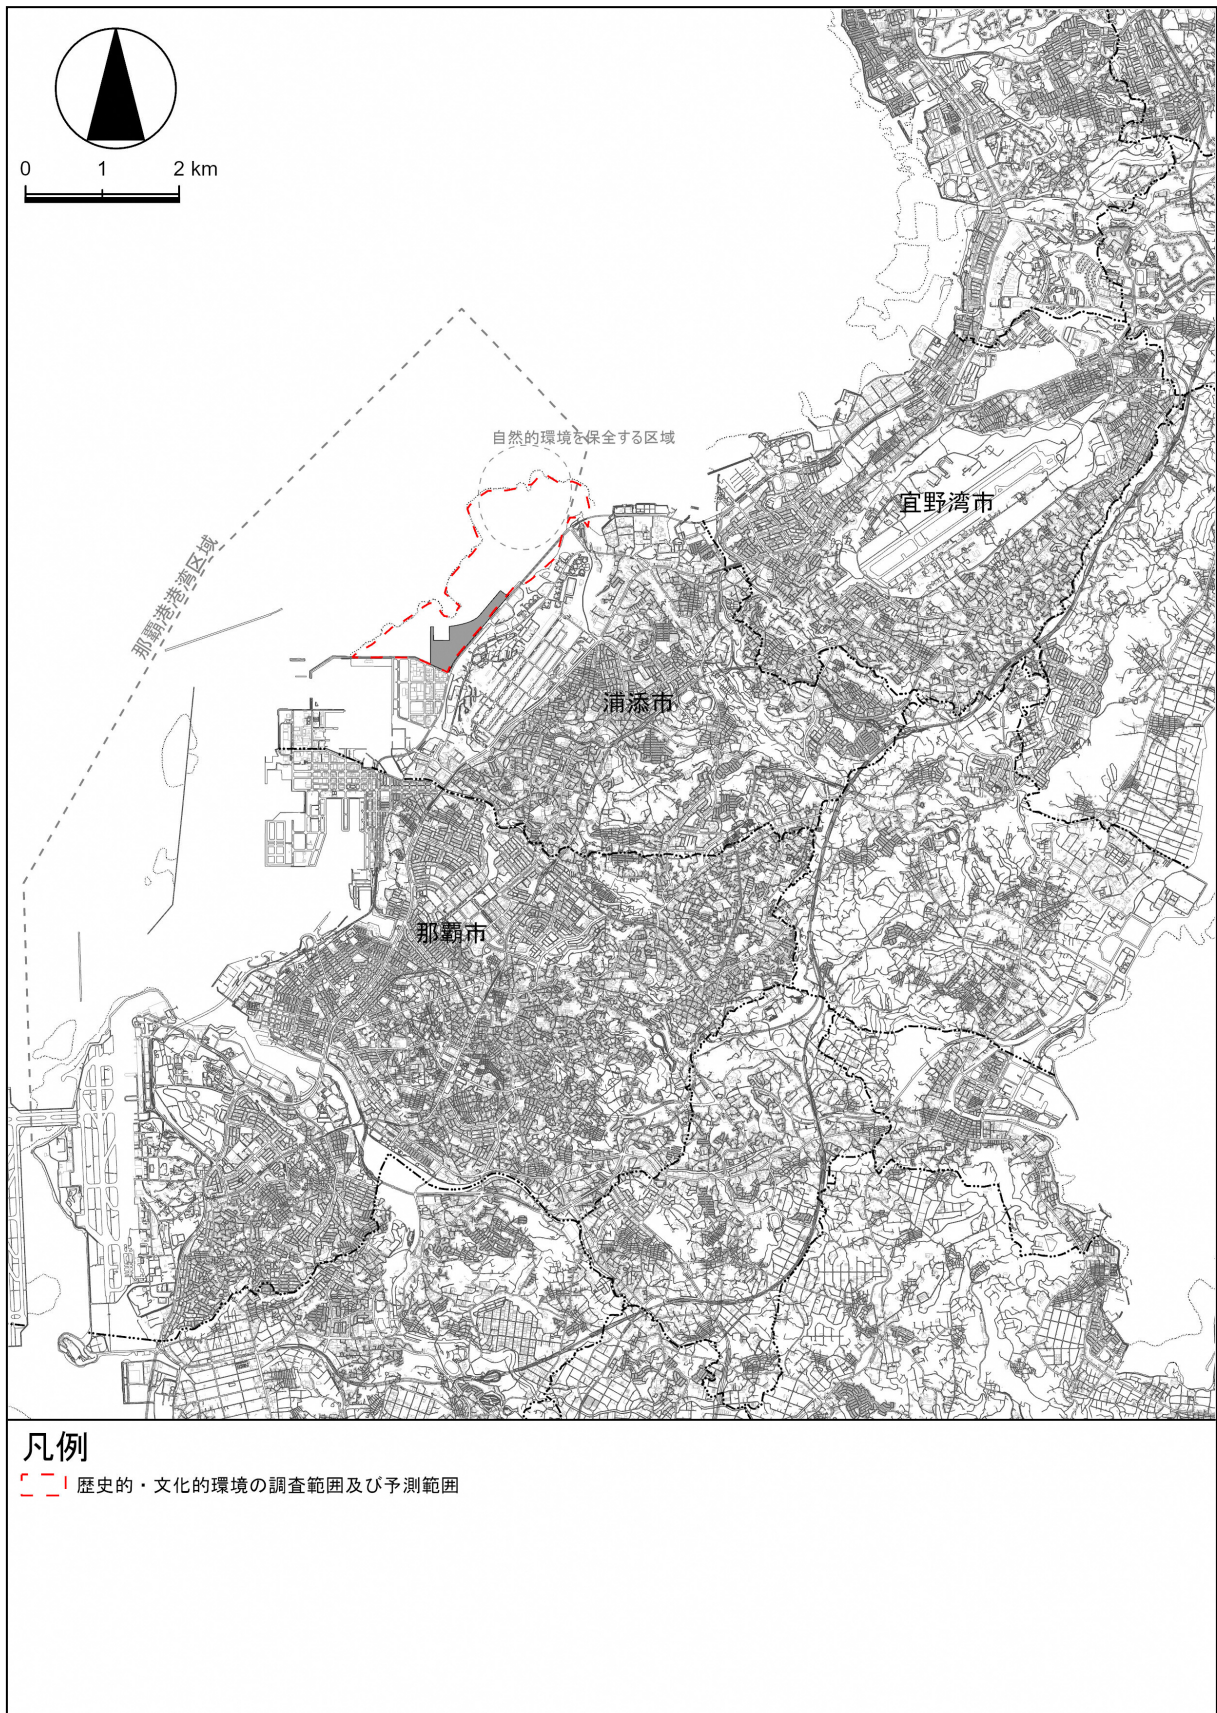 0 1 2 km
自然的環境を保全する区域
宜野湾市
那覇港港湾区域
浦添市
那覇市
凡例
歴史的・文化的環境の調査範囲及び予測範囲